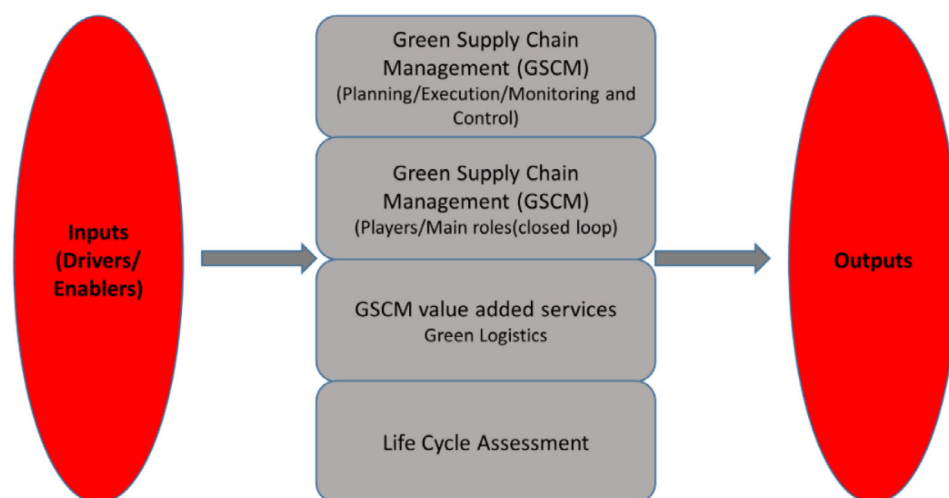 Inputs
(Drivers/
Enablers)
Green Supply Chain
Management (GSCM)
(Planning/Execution/Monitoring and
Control)
Green Supply Chain
Management (GSCM)
(Players/Main roles(closed loop)
GSCM value added services
Green Logistics
Life Cycle Assessment
Outputs